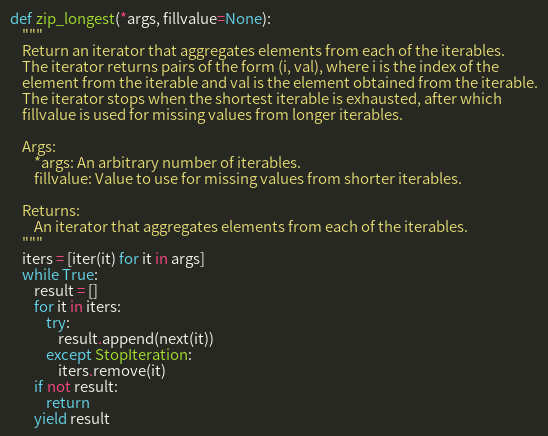 def zip_longest(*args, fillvalue=None):
    """
    Return an iterator that aggregates elements from each of the iterables.
    The iterator returns pairs of the form (i, val), where i is the index of the
    element from the iterable and val is the element obtained from the iterable.
    The iterator stops when the shortest iterable is exhausted, after which
    fillvalue is used for missing values from longer iterables.

    Args:
        *args: An arbitrary number of iterables.
        fillvalue: Value to use for missing values from shorter iterables.

    Returns:
        An iterator that aggregates elements from each of the iterables.
    """
    iters = [iter(it) for it in args]
    while True:
        result = []
        for it in iters:
            try:
                result.append(next(it))
            except StopIteration:
                iters.remove(it)
        if not result:
            return
        yield result